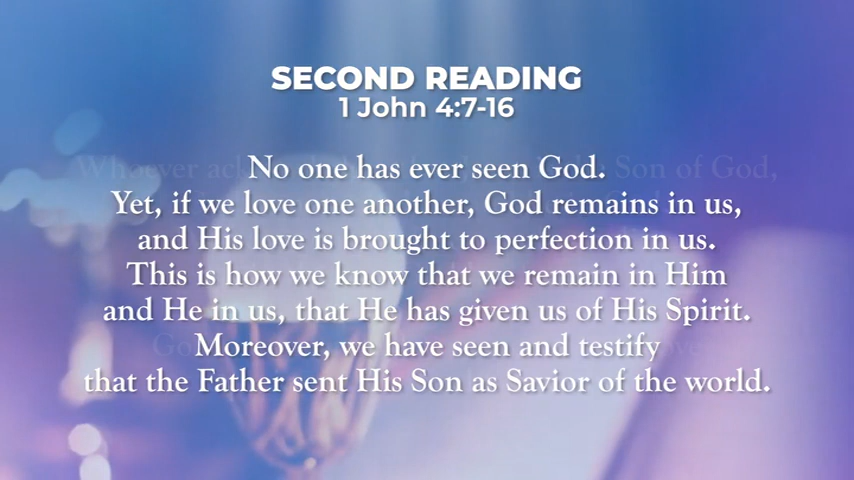 SECOND READING
1 John 4:7-16
No one has ever seen God.
Yet, if we love one another, God remains in us,
and His love is brought to perfection in us.
This is how we know that we remain in Him
and He in us, that He has given us of His Spirit.
Moreover, we have seen and testify
that the Father sent His Son as Savior of the world.